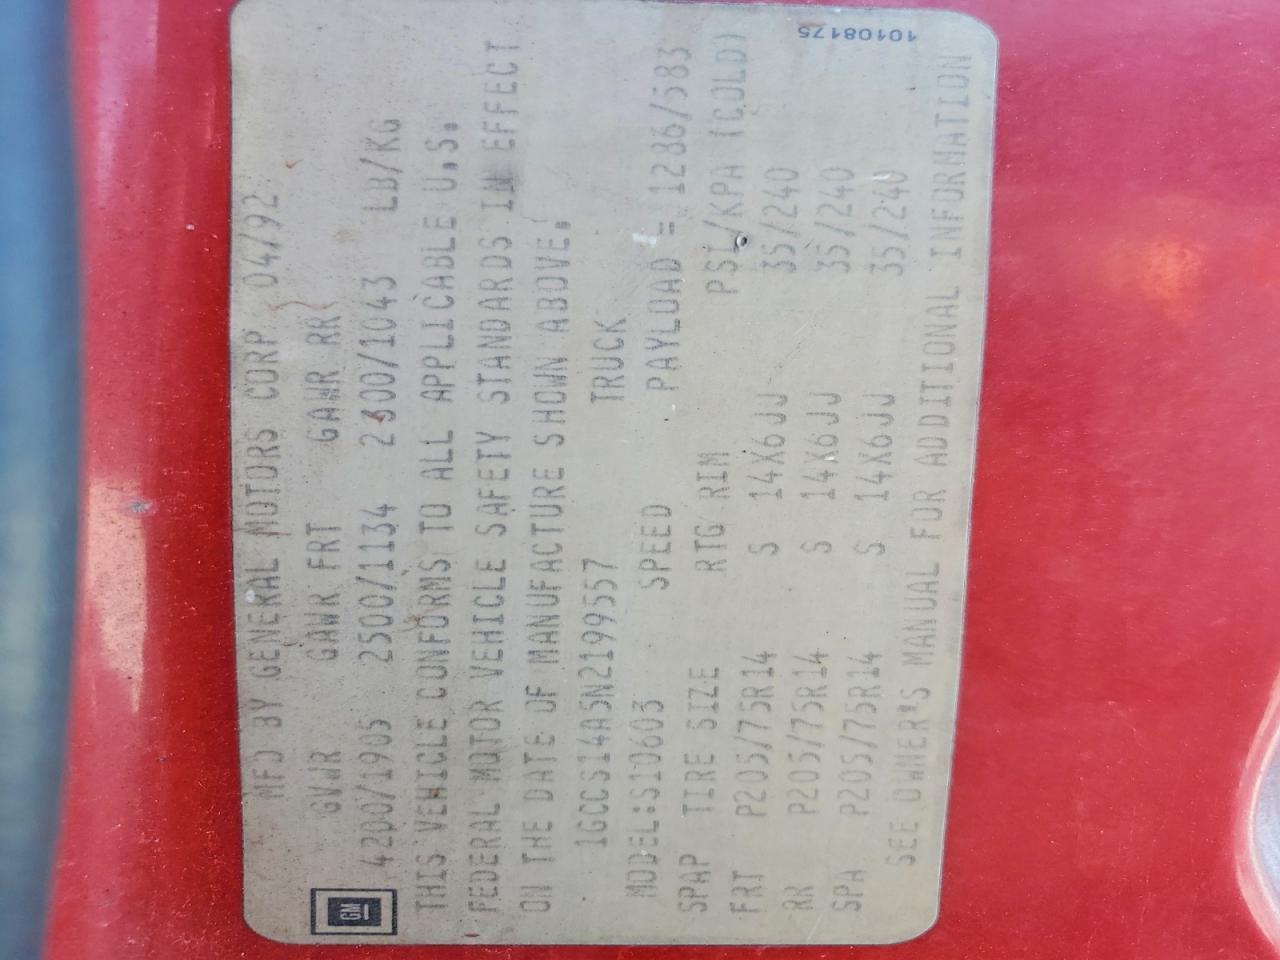 MFD BY GENERAL MOTORS CORP 04/92
GVWR GAWR FRT GAWR RR
4200/1905 2500/1134 2300/1043 LB/KG
THIS VEHICLE CONFORMS TO ALL APPLICABLE U.S.
FEDERAL MOTOR VEHICLE SAFETY STANDARDS IN EFFECT
ON THE DATE OF MANUFACTURE SHOWN ABOVE.
1GCCS14A5N2199557 TRUCK
MODEL:S10603 SPEED PAYLOAD = 1286/583
SPAP TIRE SIZE RTG RIM PSI/KPA (COLD)
FRT P205/75R14 S 14X6JJ 35/240
RR P205/75R14 S 14X6JJ 35/240
SPA P205/75R14 S 14X6JJ 35/240
SEE OWNER'S MANUAL FOR ADDITIONAL INFORMATION
GM
10108175